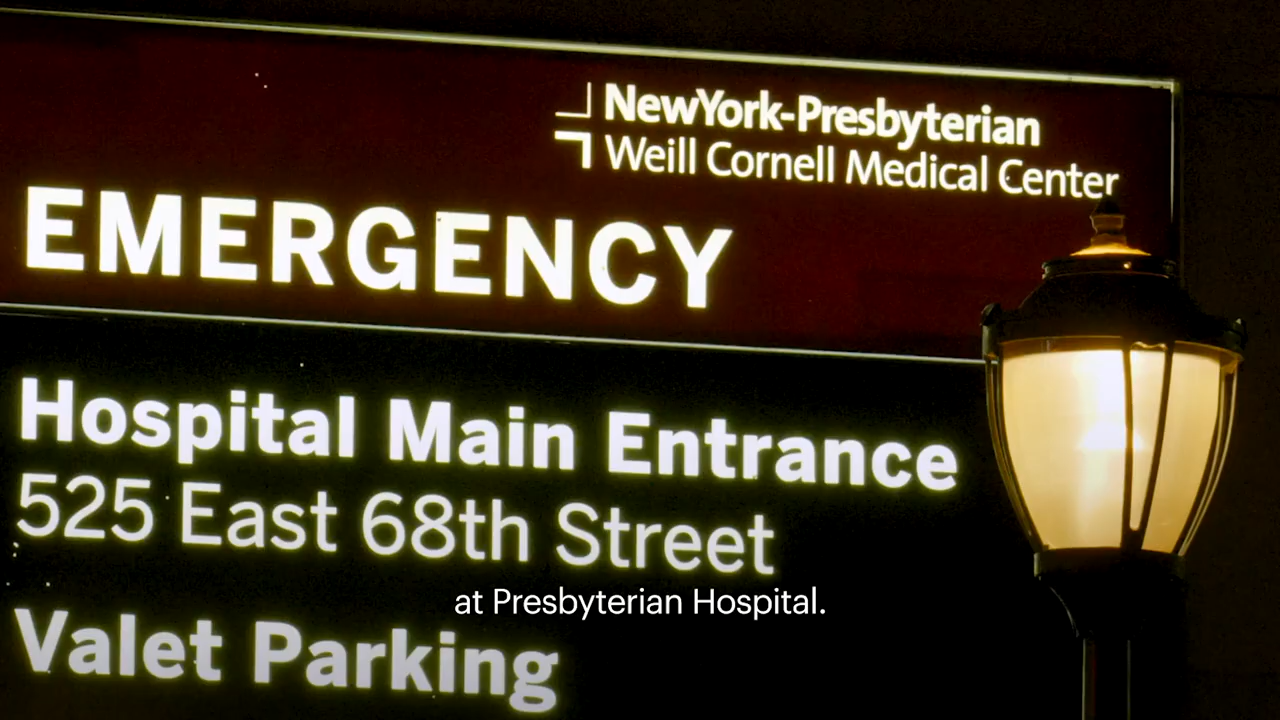 NewYork-Presbyterian
Weill Cornell Medical Center
EMERGENCY
Hospital Main Entrance
525 East 68th Street
at Presbyterian Hospital.
Valet Parking